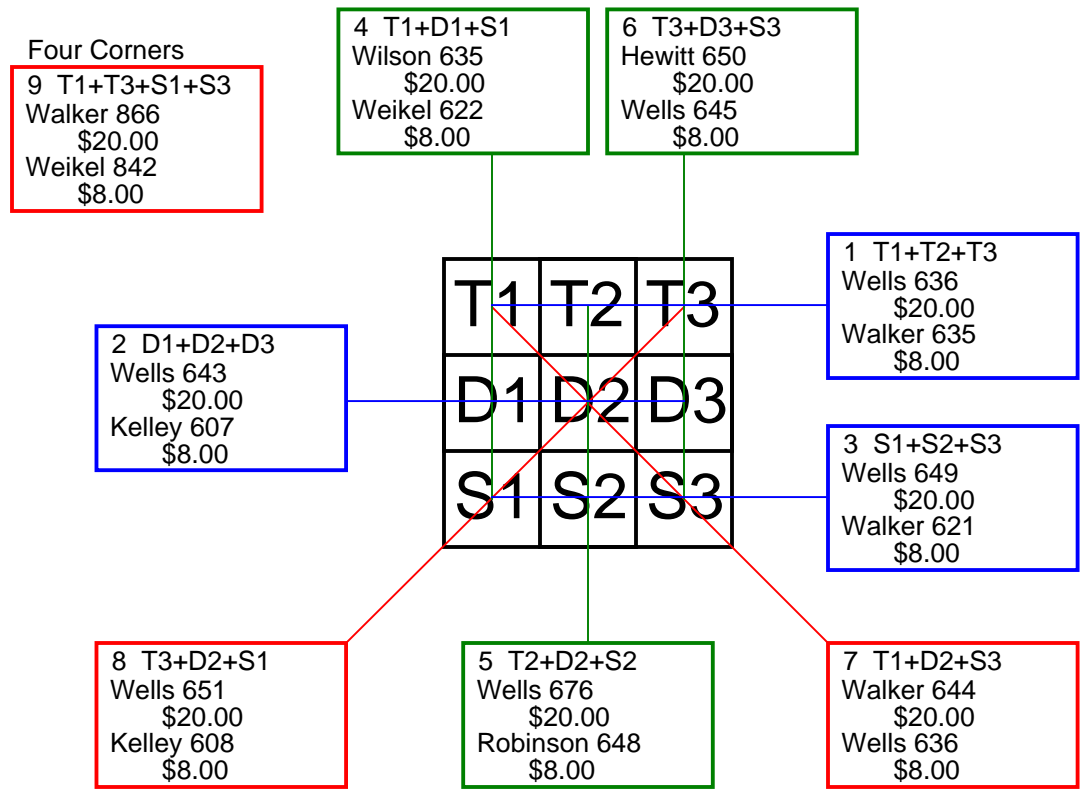 Four Corners
9 T1+T3+S1+S3
Walker 866
$20.00
Weikel 842
$8.00
4 T1+D1+S1
Wilson 635
$20.00
Weikel 622
$8.00
6 T3+D3+S3
Hewitt 650
$20.00
Wells 645
$8.00
1 T1+T2+T3
Wells 636
$20.00
Walker 635
$8.00
2 D1+D2+D3
Wells 643
$20.00
Kelley 607
$8.00
T1 T2 T3
D1 D2 D3
S1 S2 S3
3 S1+S2+S3
Wells 649
$20.00
Walker 621
$8.00
8 T3+D2+S1
Wells 651
$20.00
Kelley 608
$8.00
5 T2+D2+S2
Wells 676
$20.00
Robinson 648
$8.00
7 T1+D2+S3
Walker 644
$20.00
Wells 636
$8.00